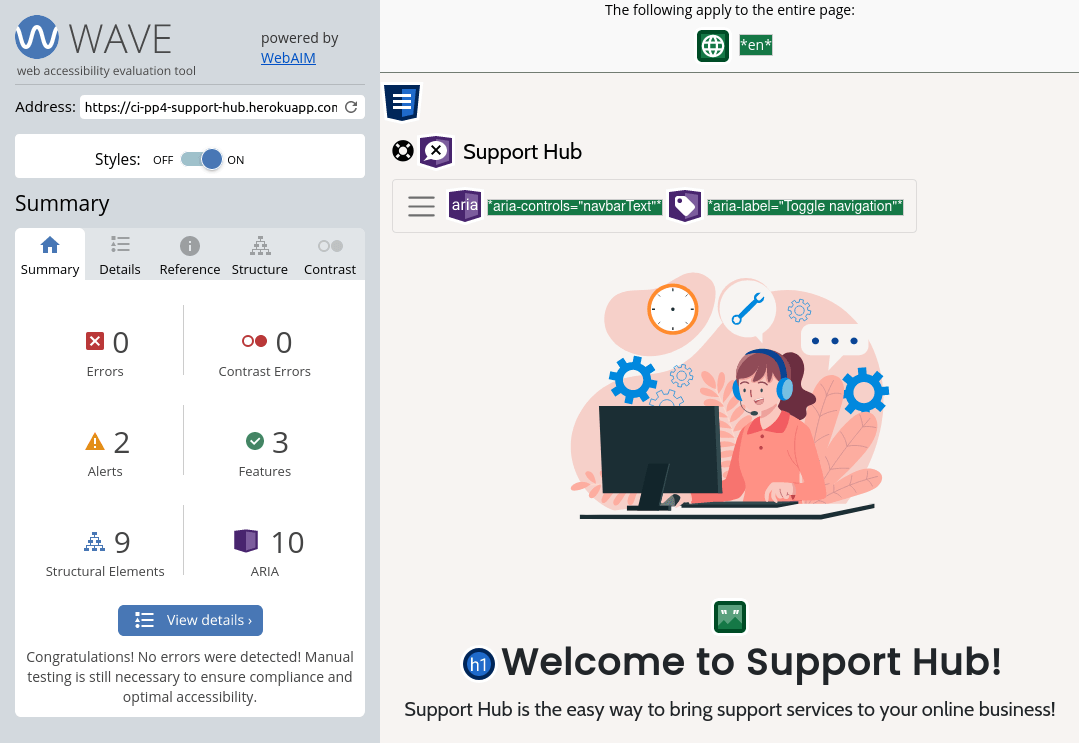 The following apply to the entire page:
*en*
WAVE
powered by
WebAIM
web accessibility evaluation tool
Address: https://ci-pp4-support-hub.herokuapp.con
Styles: OFF ON
Summary
Summary Details Reference Structure Contrast
0 0
Errors Contrast Errors
2 3
Alerts Features
9 10
Structural Elements ARIA
View details ›
Congratulations! No errors were detected! Manual
testing is still necessary to ensure compliance and
optimal accessibility.
Support Hub
aria *aria-controls="navbarText"* *aria-label="Toggle navigation"*
h1 Welcome to Support Hub!
Support Hub is the easy way to bring support services to your online business!